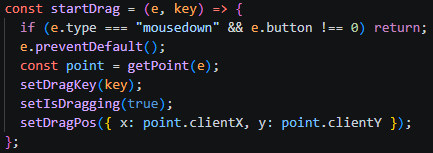 const startDrag = (e, key) => {
  if (e.type === "mousedown" && e.button !== 0) return;
  e.preventDefault();
  const point = getPoint(e);
  setDragKey(key);
  setIsDragging(true);
  setDragPos({ x: point.clientX, y: point.clientY });
};